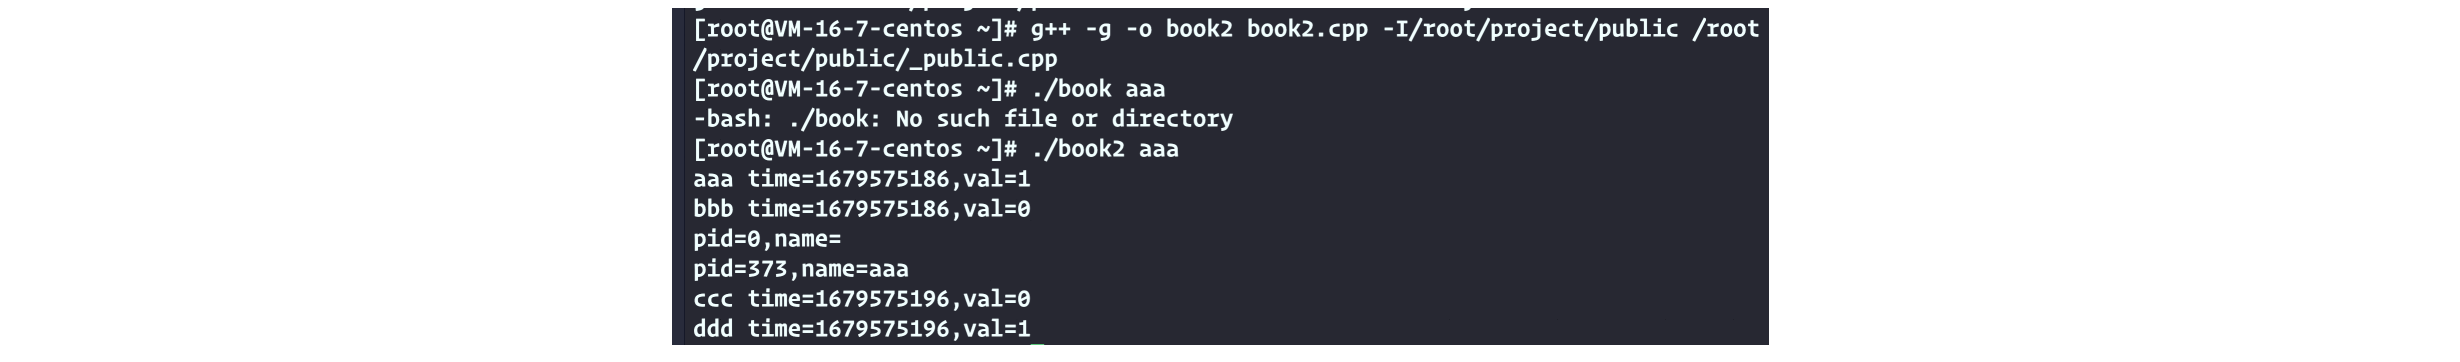 [root@VM-16-7-centos ~]# g++ -g -o book2 book2.cpp -I/root/project/public /root
/project/public/_public.cpp
[root@VM-16-7-centos ~]# ./book aaa
-bash: ./book: No such file or directory
[root@VM-16-7-centos ~]# ./book2 aaa
aaa time=1679575186,val=1
bbb time=1679575186,val=0
pid=0,name=
pid=373,name=aaa
ccc time=1679575196,val=0
ddd time=1679575196,val=1